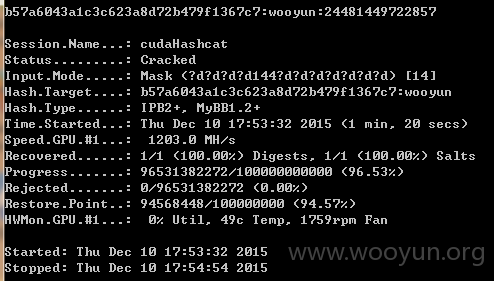 b57a6043a1c3c623a8d72b479f1367c7:wooyun:24481449722857
Session.Name...: cudaHashcat
Status.........: Cracked
Input.Mode.....: Mask (?d?d?d?d144?d?d?d?d?d?d?d) [14]
Hash.Target....: b57a6043a1c3c623a8d72b479f1367c7:wooyun
Hash.Type......: IPB2+, MyBB1.2+
Time.Started...: Thu Dec 10 17:53:32 2015 (1 min, 20 secs)
Speed.GPU.#1...:  1203.0 MH/s
Recovered......: 1/1 (100.00%) Digests, 1/1 (100.00%) Salts
Progress.......: 96531382272/100000000000 (96.53%)
Rejected.......: 0/96531382272 (0.00%)
Restore.Point..: 94568448/100000000 (94.57%)
HWMon.GPU.#1...:  0% Util, 49c Temp, 1759rpm Fan
Started: Thu Dec 10 17:53:32 2015
Stopped: Thu Dec 10 17:54:54 2015
www.wooyun.org